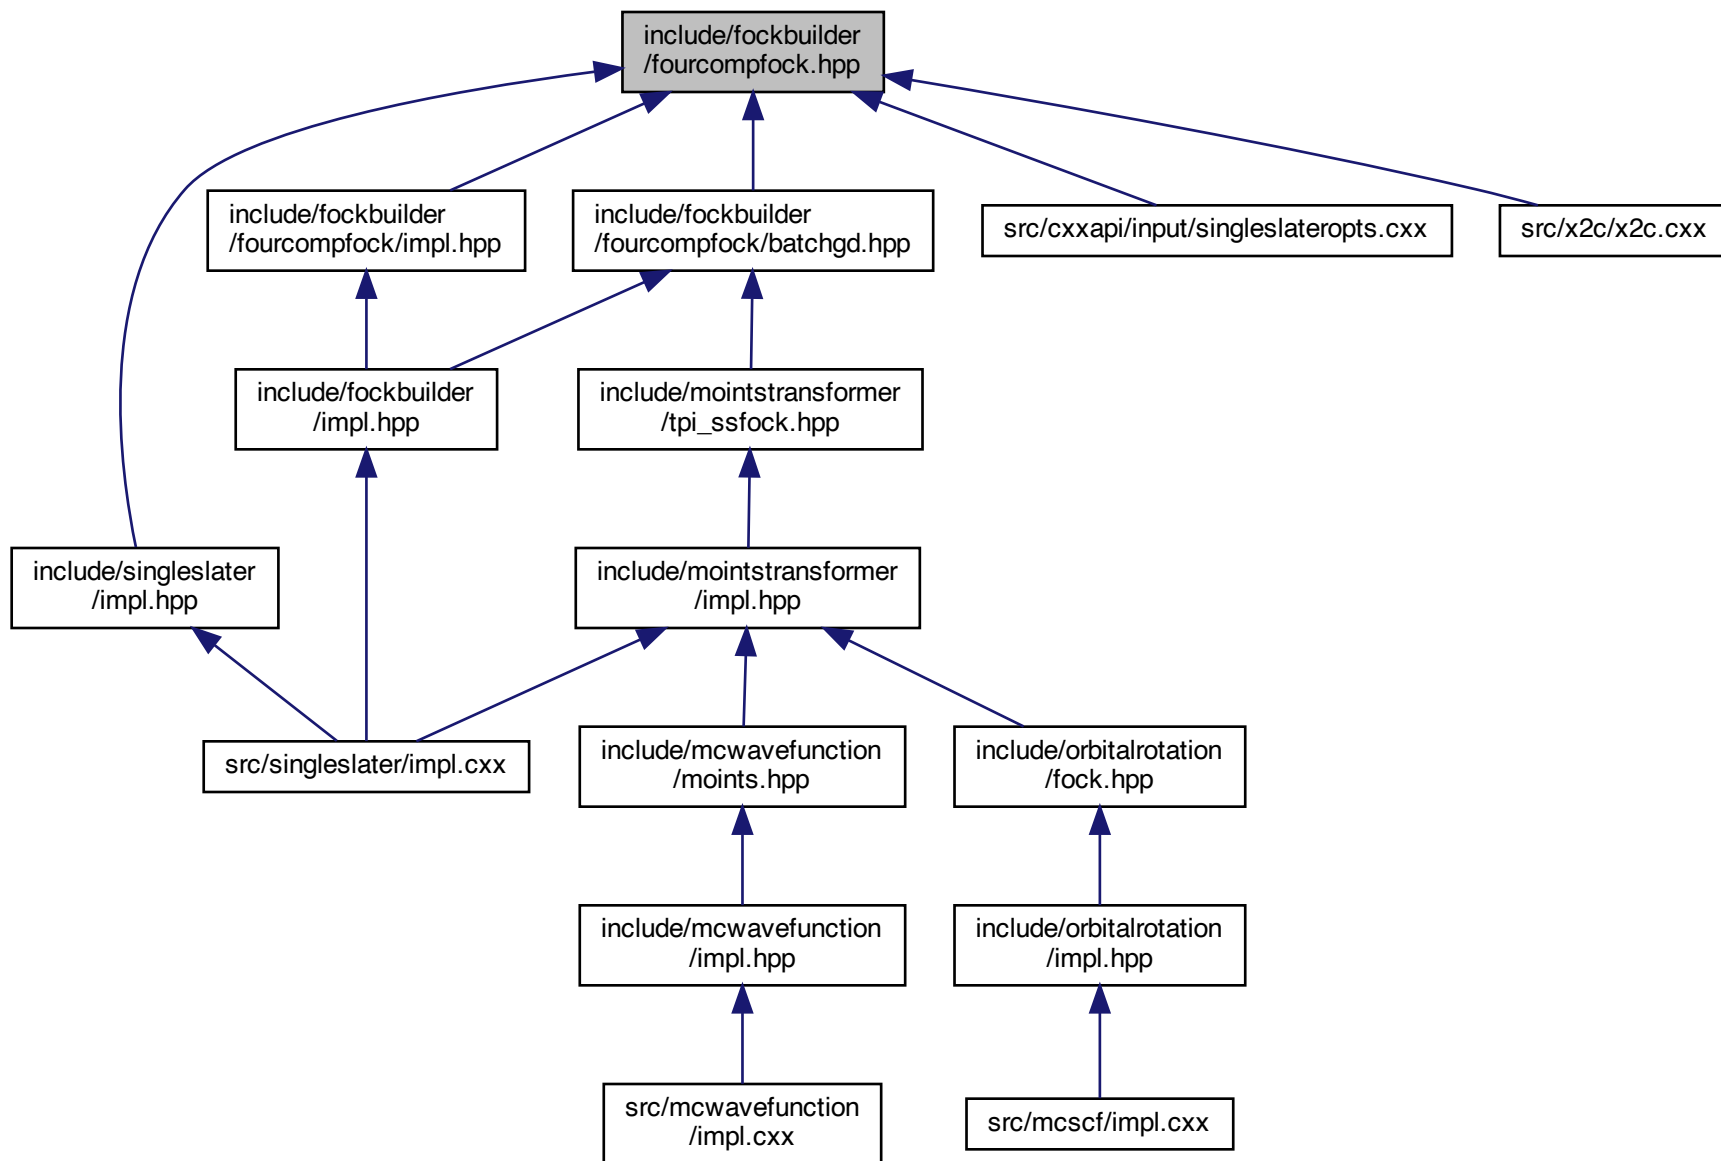 include/fockbuilder
/fourcompfock.hpp
include/fockbuilder
/fourcompfock/impl.hpp
include/fockbuilder
/fourcompfock/batchgd.hpp
src/cxxapi/input/singleslateropts.cxx
src/x2c/x2c.cxx
include/fockbuilder
/impl.hpp
include/mointstransformer
/tpi_ssfock.hpp
include/singleslater
/impl.hpp
include/mointstransformer
/impl.hpp
src/singleslater/impl.cxx
include/mcwavefunction
/moints.hpp
include/orbitalrotation
/fock.hpp
include/mcwavefunction
/impl.hpp
include/orbitalrotation
/impl.hpp
src/mcwavefunction
/impl.cxx
src/mcscf/impl.cxx